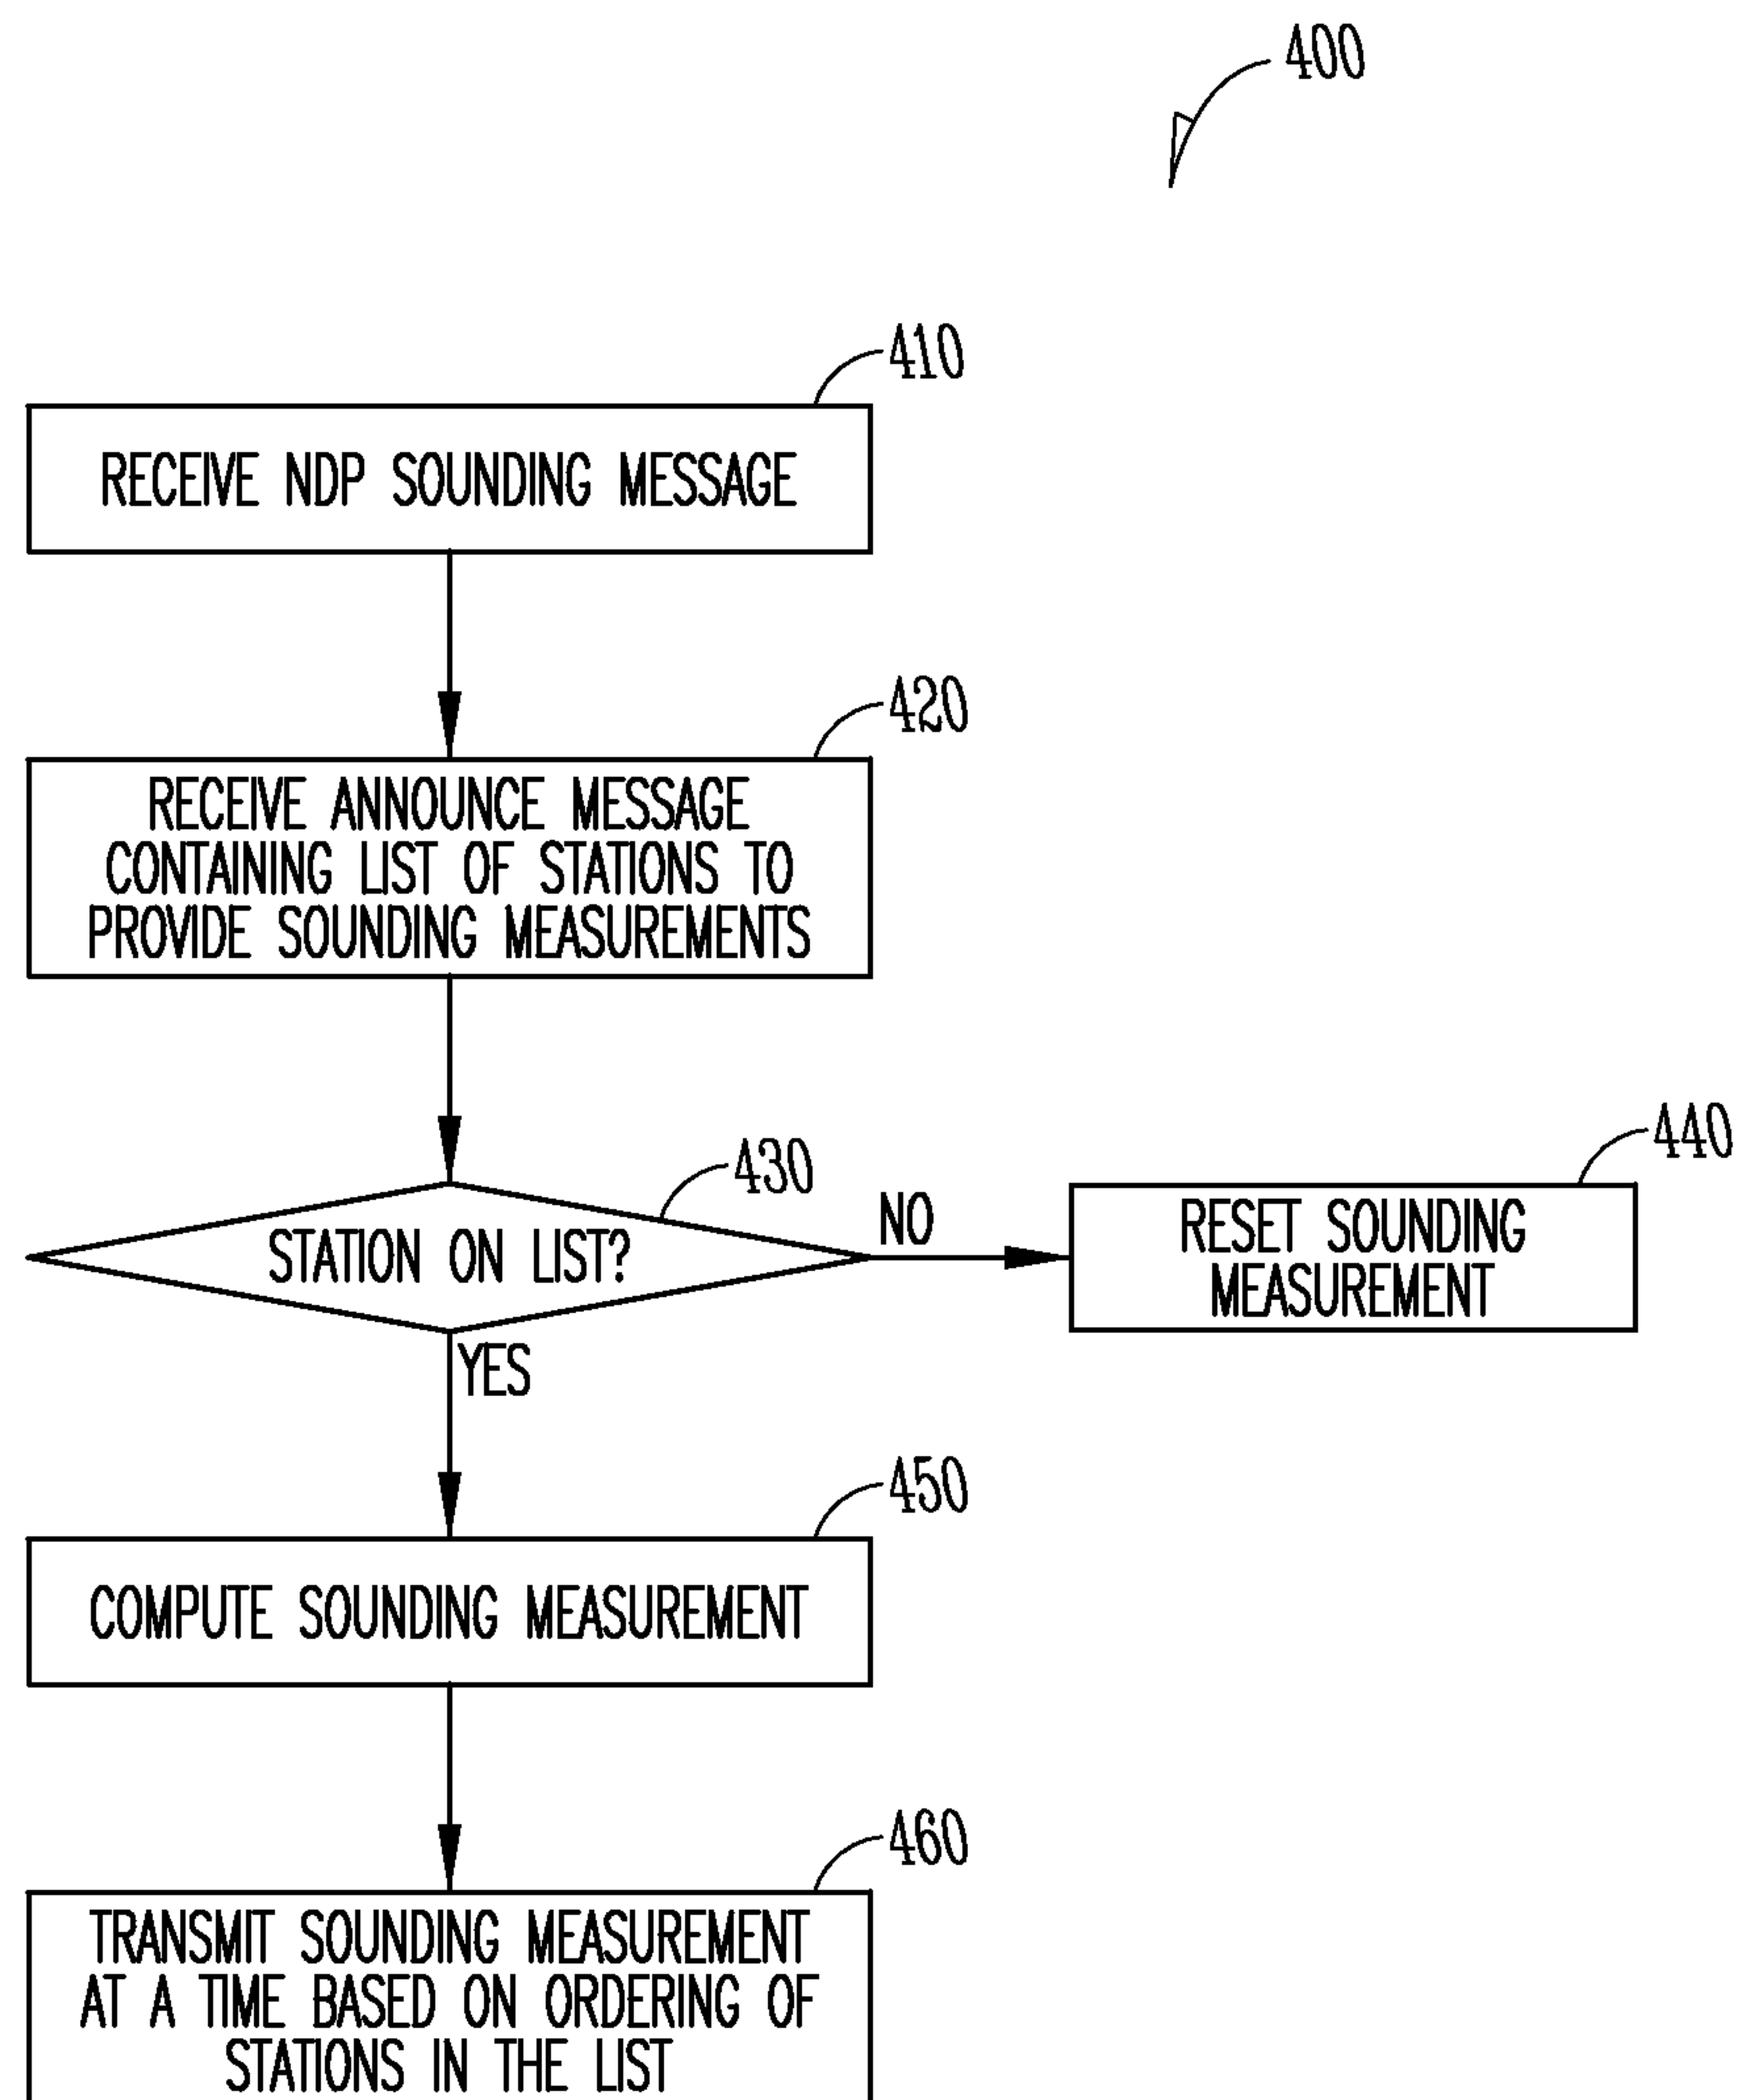 400
410
RECEIVE NDP SOUNDING MESSAGE
420
RECEIVE ANNOUNCE MESSAGE
CONTAINING LIST OF STATIONS TO
PROVIDE SOUNDING MEASUREMENTS
430
STATION ON LIST?
NO
440
RESET SOUNDING
MEASUREMENT
YES
450
COMPUTE SOUNDING MEASUREMENT
460
TRANSMIT SOUNDING MEASUREMENT
AT A TIME BASED ON ORDERING OF
STATIONS IN THE LIST